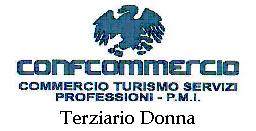 CONFCOMMERCIO
COMMERCIO TURISMO SERVIZI
PROFESSIONI - P.M.I.
Terziario Donna